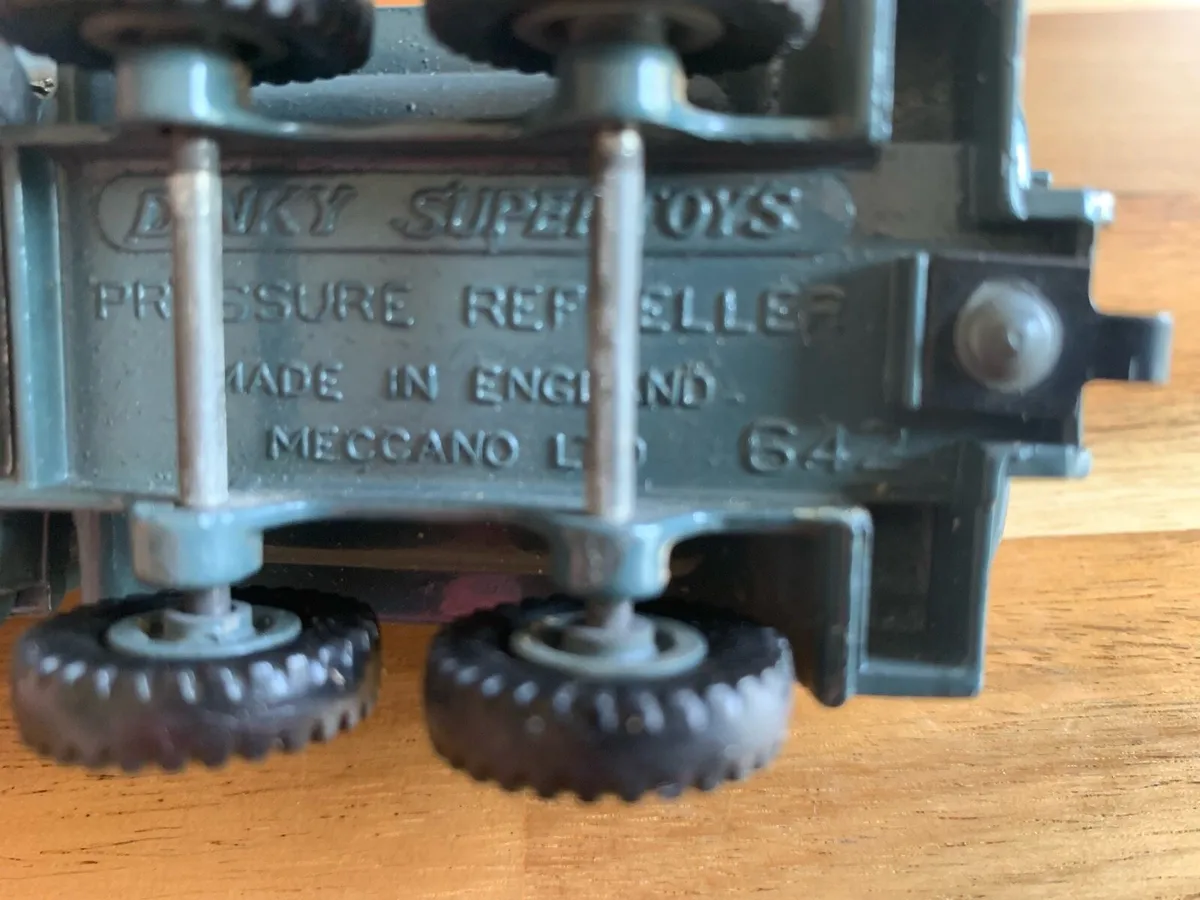 DINKY SUPERTOYS
PRESSURE REFUELLER
MADE IN ENGLAND
MECCANO LTD 642